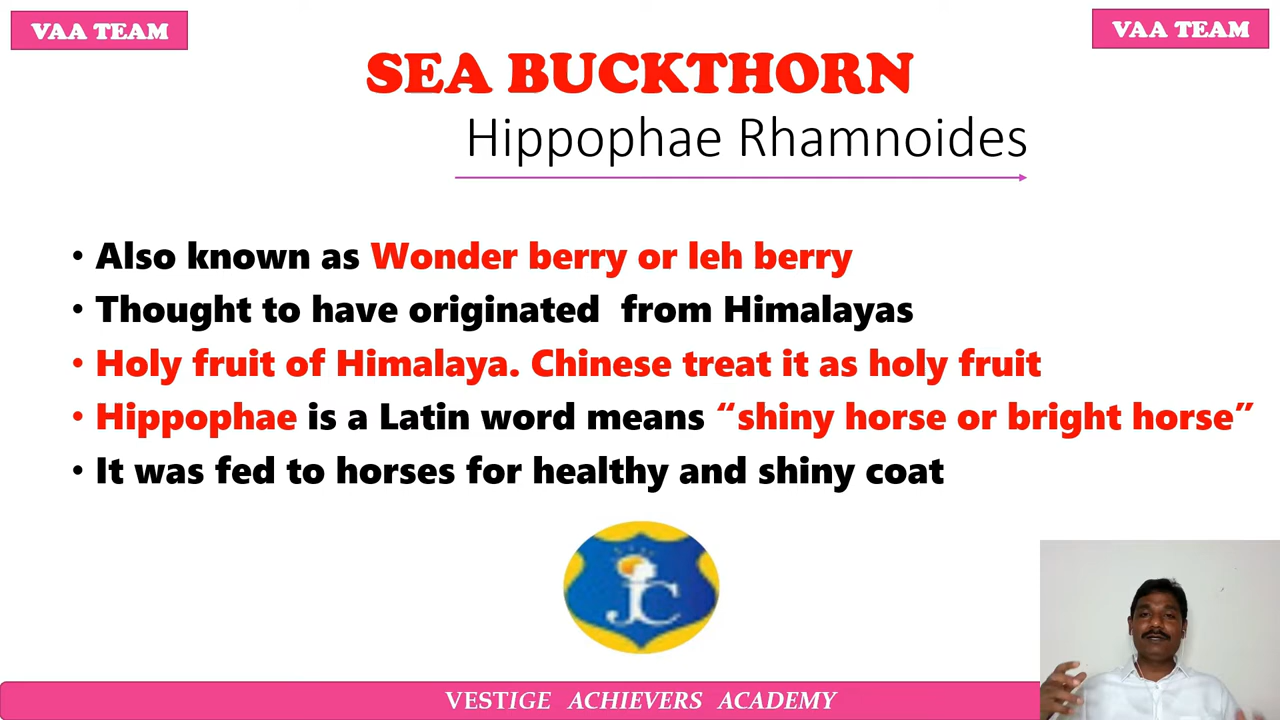 VAA TEAM
VAA TEAM
SEA BUCKTHORN
Hippophae Rhamnoides
• Also known as Wonder berry or leh berry
• Thought to have originated  from Himalayas
• Holy fruit of Himalaya. Chinese treat it as holy fruit
• Hippophae is a Latin word means “shiny horse or bright horse”
• It was fed to horses for healthy and shiny coat
JC
VESTIGE ACHIEVERS ACADEMY